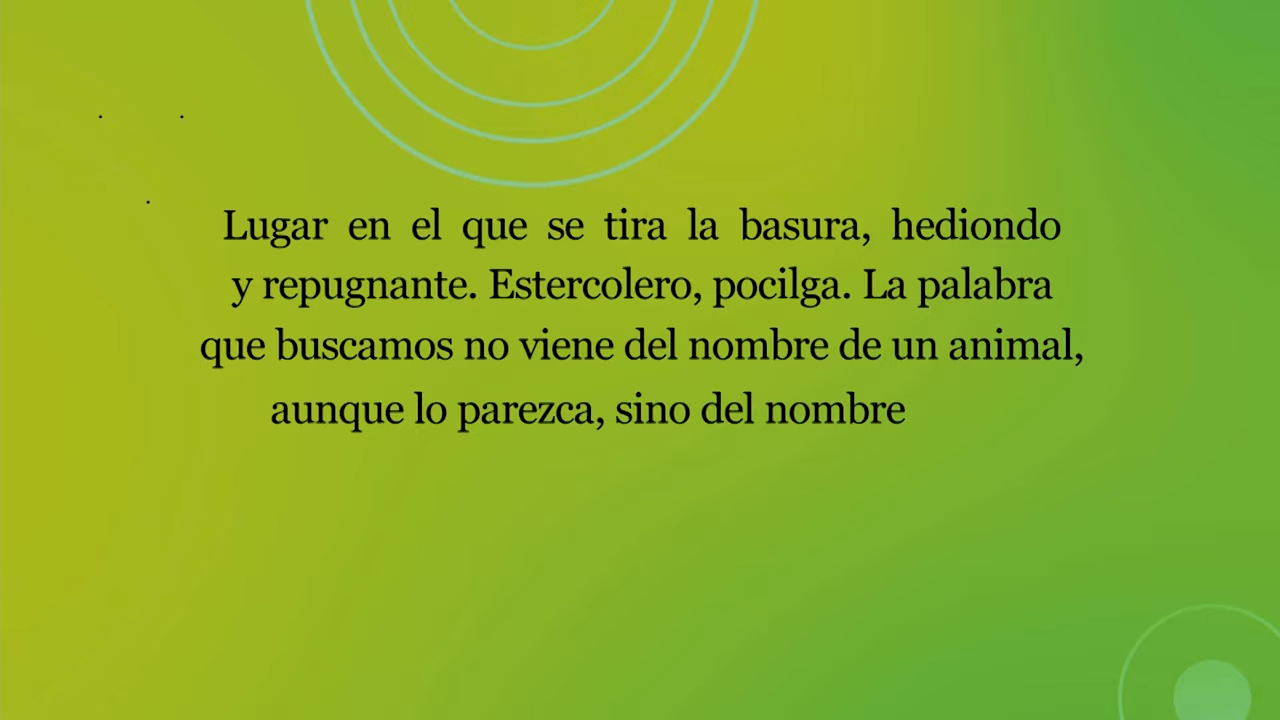 Lugar en el que se tira la basura, hediondo
y repugnante. Estercolero, pocilga. La palabra
que buscamos no viene del nombre de un animal,
aunque lo parezca, sino del nombre